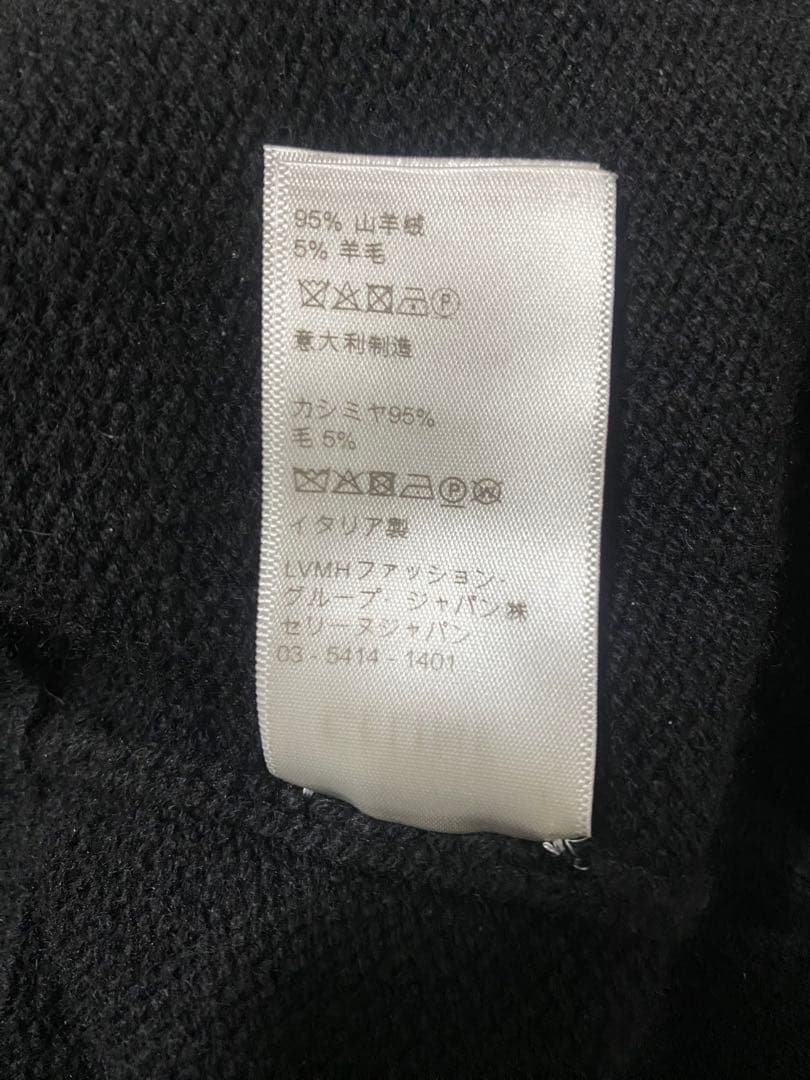 95% 山羊绒
5% 羊毛
P
意大利制造
カシミヤ95%
毛 5%
P W
イタリア製
LVMHファッション・
グループ ジャパン㈱
セリーヌジャパン
03 - 5414 - 1401